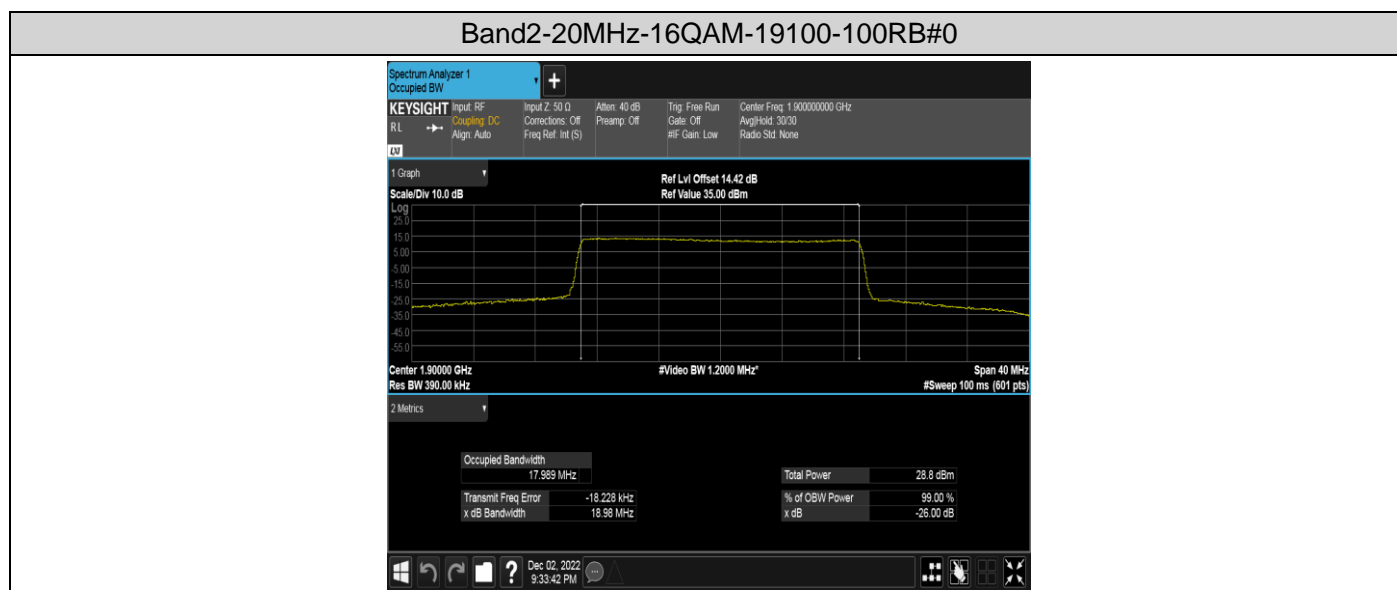 Band2-20MHz-16QAM-19100-100RB#0
Spectrum Analyzer 1
Occupied BW
KEYSIGHT Input: RF Input Z: 50 Ω Atten: 40 dB Trig: Free Run Center Freq: 1.900000000 GHz
RL Coupling: DC Corrections: Off Preamp: Off Gate: Off Avg|Hold: 30/30
Align: Auto Freq Ref: Int (S) #IF Gain: Low Radio Std: None
LXI
1 Graph Ref Lvl Offset 14.42 dB
Scale/Div 10.0 dB Ref Value 35.00 dBm
Log
25.0
15.0
5.00
-5.00
-15.0
-25.0
-35.0
-45.0
-55.0
Center 1.90000 GHz #Video BW 1.2000 MHz* Span 40 MHz
Res BW 390.00 kHz #Sweep 100 ms (601 pts)
2 Metrics
Occupied Bandwidth
17.989 MHz Total Power 28.8 dBm
Transmit Freq Error -18.228 kHz % of OBW Power 99.00 %
x dB Bandwidth 18.98 MHz x dB -26.00 dB
? Dec 02, 2022
9:33:42 PM